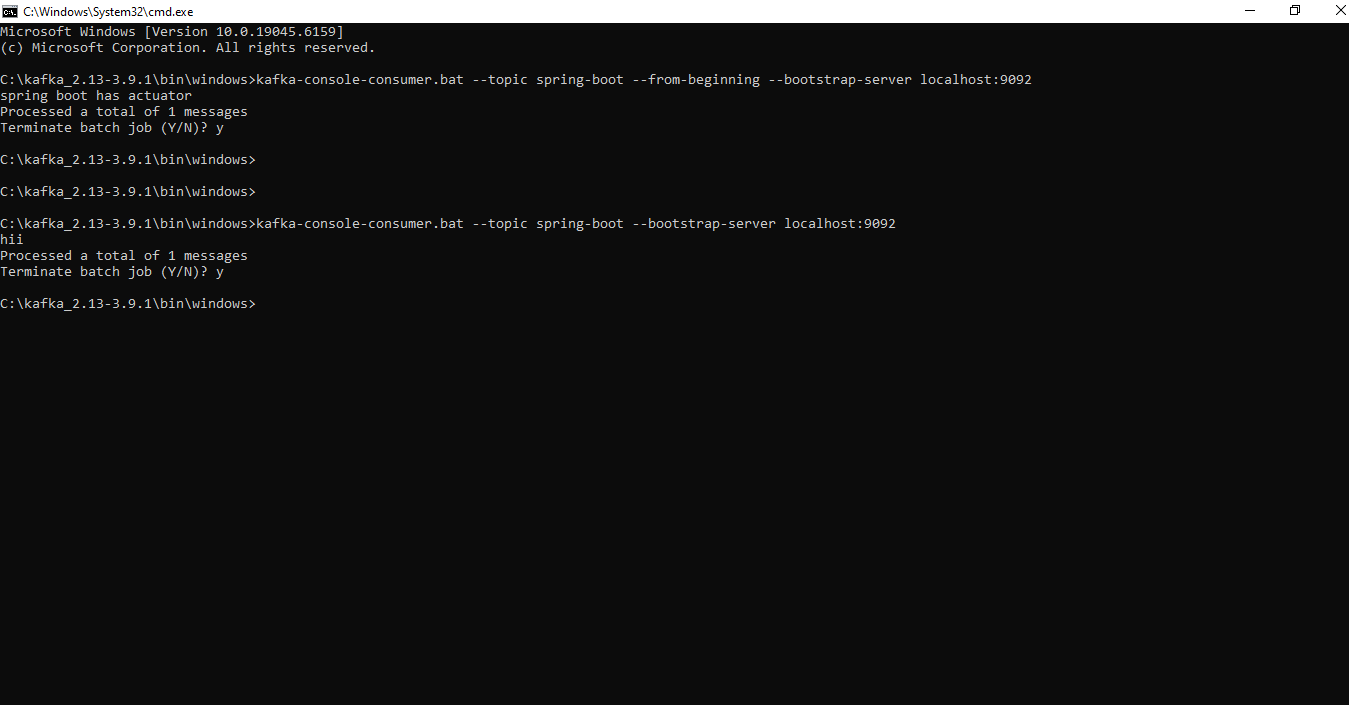 C:\Windows\System32\cmd.exe
Microsoft Windows [Version 10.0.19045.6159]
(c) Microsoft Corporation. All rights reserved.
C:\kafka_2.13-3.9.1\bin\windows>kafka-console-consumer.bat --topic spring-boot --from-beginning --bootstrap-server localhost:9092
spring boot has actuator
Processed a total of 1 messages
Terminate batch job (Y/N)? y
C:\kafka_2.13-3.9.1\bin\windows>
C:\kafka_2.13-3.9.1\bin\windows>
C:\kafka_2.13-3.9.1\bin\windows>kafka-console-consumer.bat --topic spring-boot --bootstrap-server localhost:9092
hii
Processed a total of 1 messages
Terminate batch job (Y/N)? y
C:\kafka_2.13-3.9.1\bin\windows>